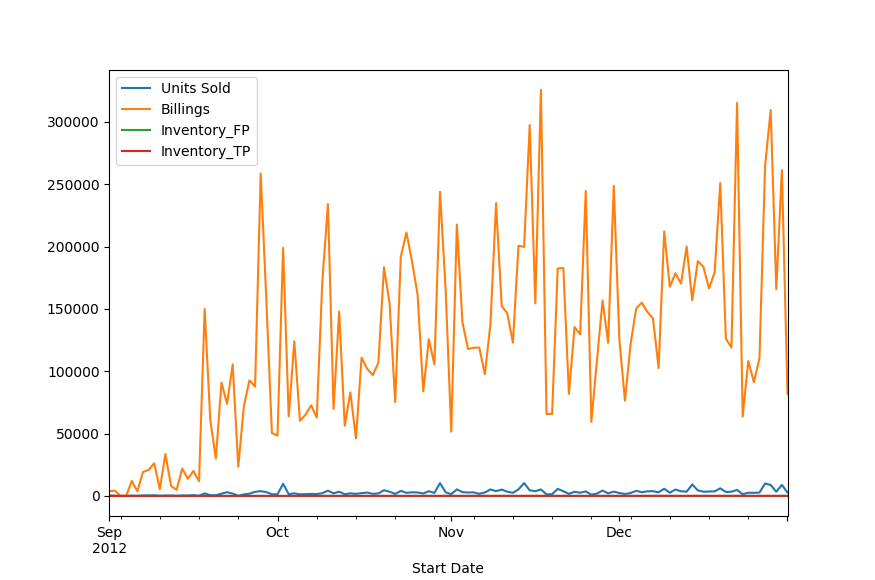 Units Sold
Billings
Inventory_FP
Inventory_TP
300000
250000
200000
150000
100000
50000
0
Sep Oct Nov Dec
2012
Start Date